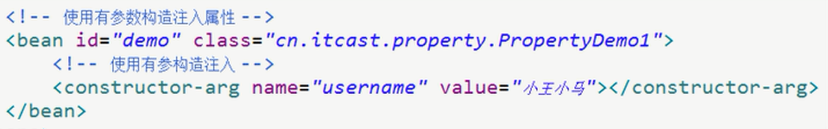 <!-- 使用有参数构造注入属性 -->
<bean id="demo" class="cn.itcast.property.PropertyDemo1">
    <!-- 使用有参构造注入 -->
    <constructor-arg name="username" value="小王小马"></constructor-arg>
</bean>